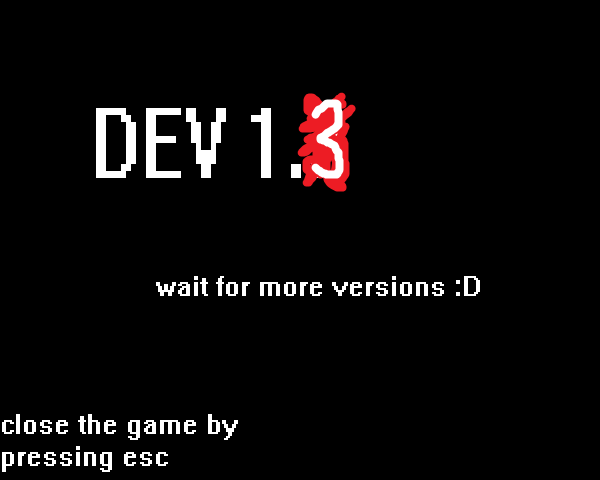 DEV 1.3
wait for more versions :D
close the game by
pressing esc